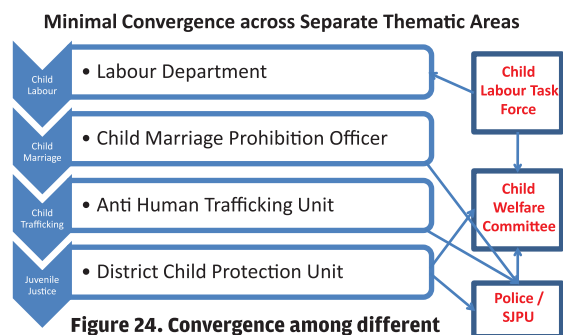 Minimal Convergence across Separate Thematic Areas
Child
Labour
• Labour Department
Child
Marriage
• Child Marriage Prohibition Officer
Child
Trafficking
• Anti Human Trafficking Unit
Juvenile
Justice
• District Child Protection Unit
Child
Labour Task
Force
Child
Welfare
Committee
Police /
SJPU
Figure 24. Convergence among different